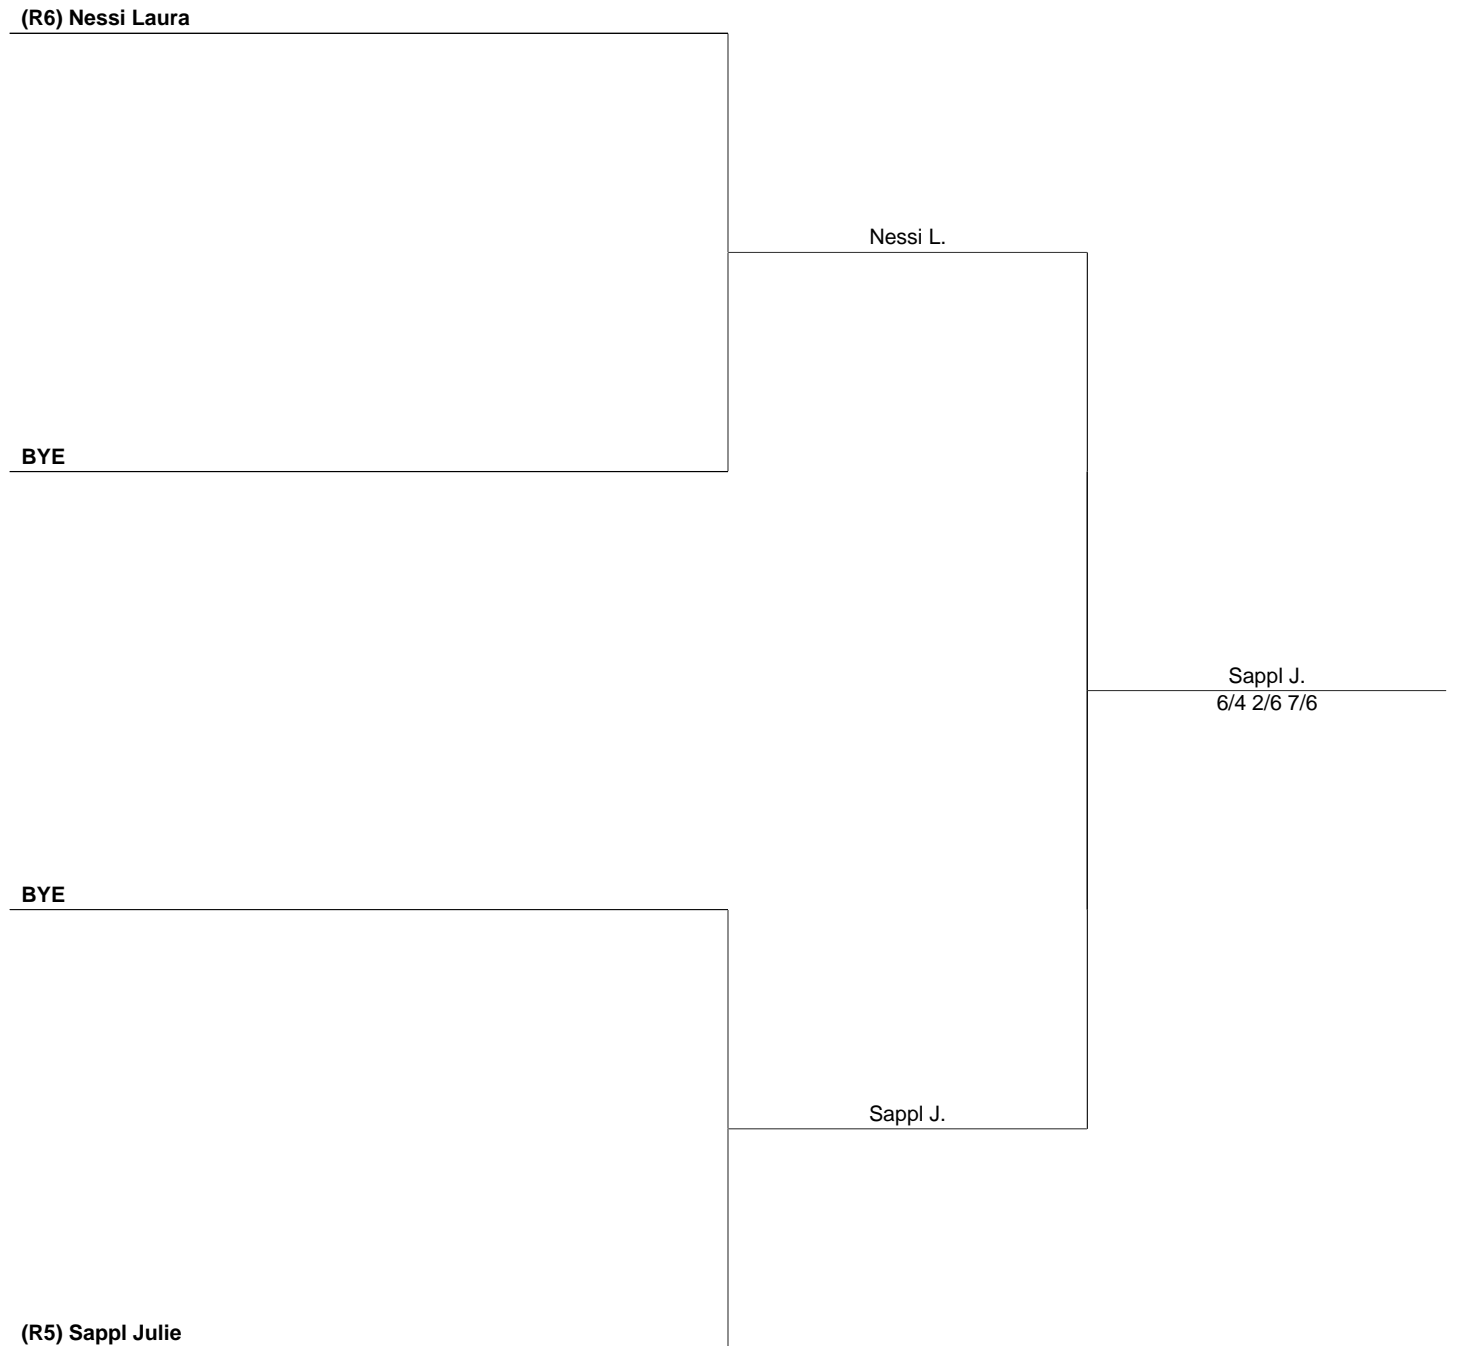 (R6) Nessi Laura
Nessi L.
BYE
Sappl J.
6/4 2/6 7/6
BYE
Sappl J.
(R5) Sappl Julie